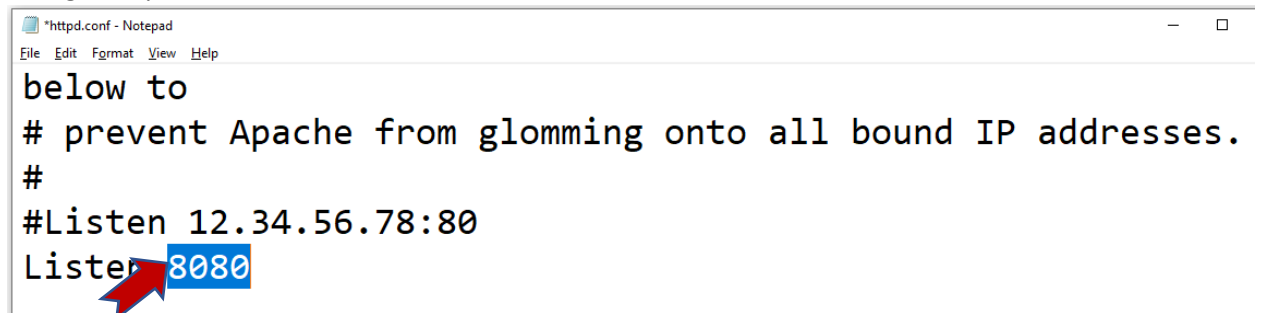 *httpd.conf - Notepad
File Edit Format View Help
below to
# prevent Apache from glomming onto all bound IP addresses.
#
#Listen 12.34.56.78:80
Listen 8080